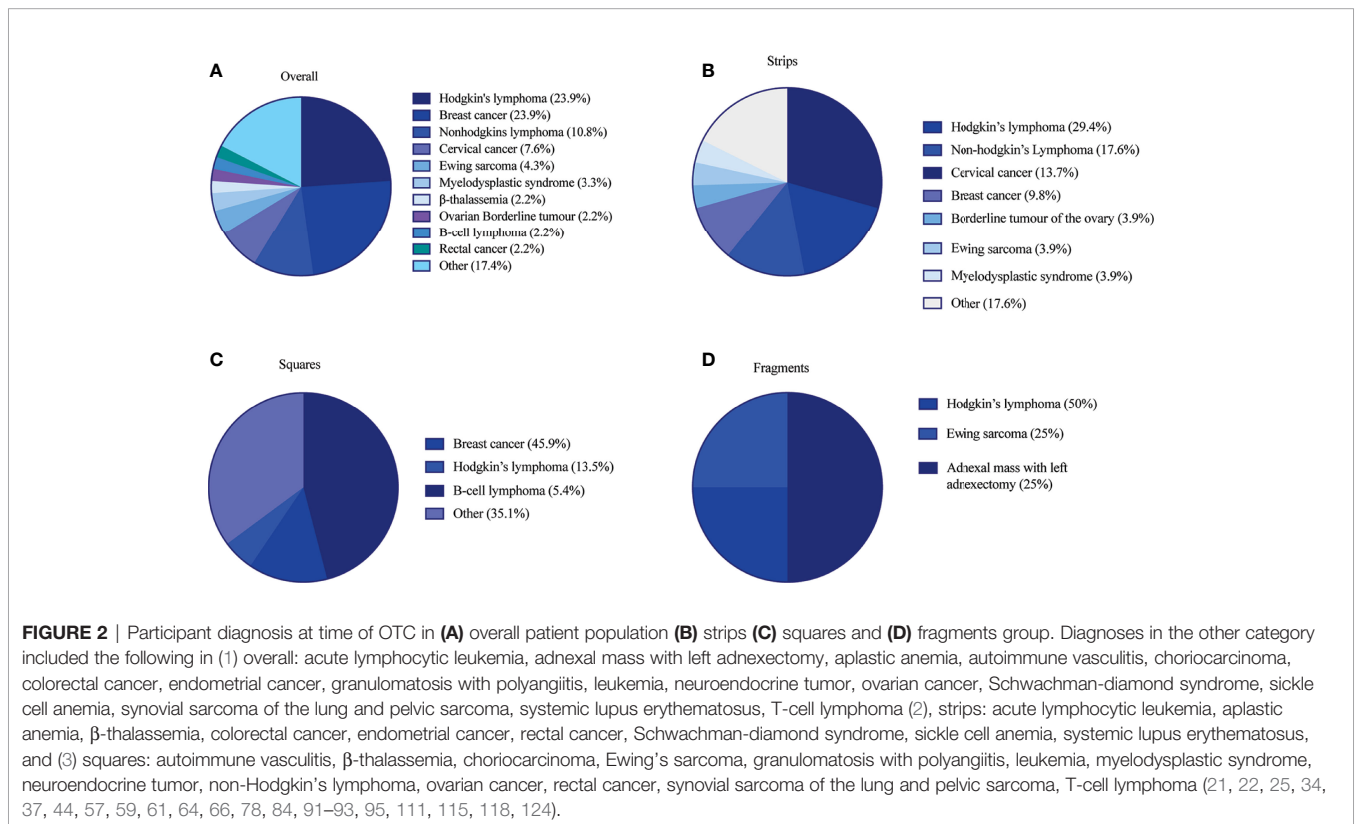 A
Overall
Hodgkin's lymphoma (23.9%)
Breast cancer (23.9%)
Nonhodgkins lymphoma (10.8%)
Cervical cancer (7.6%)
Ewing sarcoma (4.3%)
Myelodysplastic syndrome (3.3%)
β-thalassemia (2.2%)
Ovarian Borderline tumour (2.2%)
B-cell lymphoma (2.2%)
Rectal cancer (2.2%)
Other (17.4%)
B
Strips
Hodgkin's lymphoma (29.4%)
Non-hodgkin's Lymphoma (17.6%)
Cervical cancer (13.7%)
Breast cancer (9.8%)
Borderline tumour of the ovary (3.9%)
Ewing sarcoma (3.9%)
Myelodysplastic syndrome (3.9%)
Other (17.6%)
C
Squares
Breast cancer (45.9%)
Hodgkin's lymphoma (13.5%)
B-cell lymphoma (5.4%)
Other (35.1%)
D
Fragments
Hodgkin's lymphoma (50%)
Ewing sarcoma (25%)
Adnexal mass with left
adnexectomy (25%)
FIGURE 2 | Participant diagnosis at time of OTC in (A) overall patient population (B) strips (C) squares and (D) fragments group. Diagnoses in the other category
included the following in (1) overall: acute lymphocytic leukemia, adnexal mass with left adnexectomy, aplastic anemia, autoimmune vasculitis, choriocarcinoma,
colorectal cancer, endometrial cancer, granulomatosis with polyangiitis, leukemia, neuroendocrine tumor, ovarian cancer, Schwachman-diamond syndrome, sickle
cell anemia, synovial sarcoma of the lung and pelvic sarcoma, systemic lupus erythematosus, T-cell lymphoma (2), strips: acute lymphocytic leukemia, aplastic
anemia, β-thalassemia, colorectal cancer, endometrial cancer, rectal cancer, Schwachman-diamond syndrome, sickle cell anemia, systemic lupus erythematosus,
and (3) squares: autoimmune vasculitis, β-thalassemia, choriocarcinoma, Ewing's sarcoma, granulomatosis with polyangiitis, leukemia, myelodysplastic syndrome,
neuroendocrine tumor, non-Hodgkin's lymphoma, ovarian cancer, rectal cancer, synovial sarcoma of the lung and pelvic sarcoma, T-cell lymphoma (21, 22, 25, 34,
37, 44, 57, 59, 61, 64, 66, 78, 84, 91–93, 95, 111, 115, 118, 124).